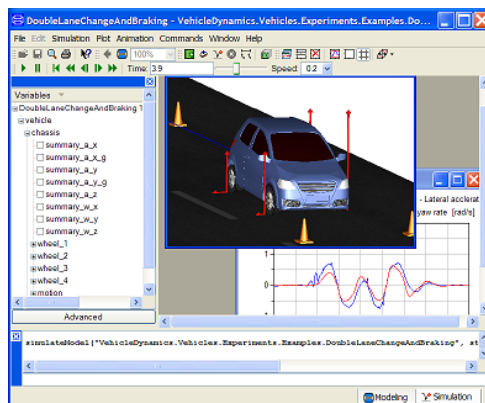 DoubleLaneChangeAndBraking - VehicleDynamics.Vehicles.Experiments.Examples.Do...
File Edit Simulation Plot Animation Commands Window Help
100%
Time: 3.9 Speed: 0.2
Variables
DoubleLaneChangeAndBraking 1
vehicle
chassis
summary_a_x
summary_a_x_g
summary_a_y
summary_a_y_g
summary_a_z
summary_w_x
summary_w_y
summary_w_z
wheel_1
wheel_2
wheel_3
wheel_4
motion
Advanced
- Lateral acclerat
yaw rate [rad/s]
1
0
-1
simulateModel("VehicleDynamics.Vehicles.Experiments.Examples.DoubleLaneChangeAndBraking", st
Modeling Simulation